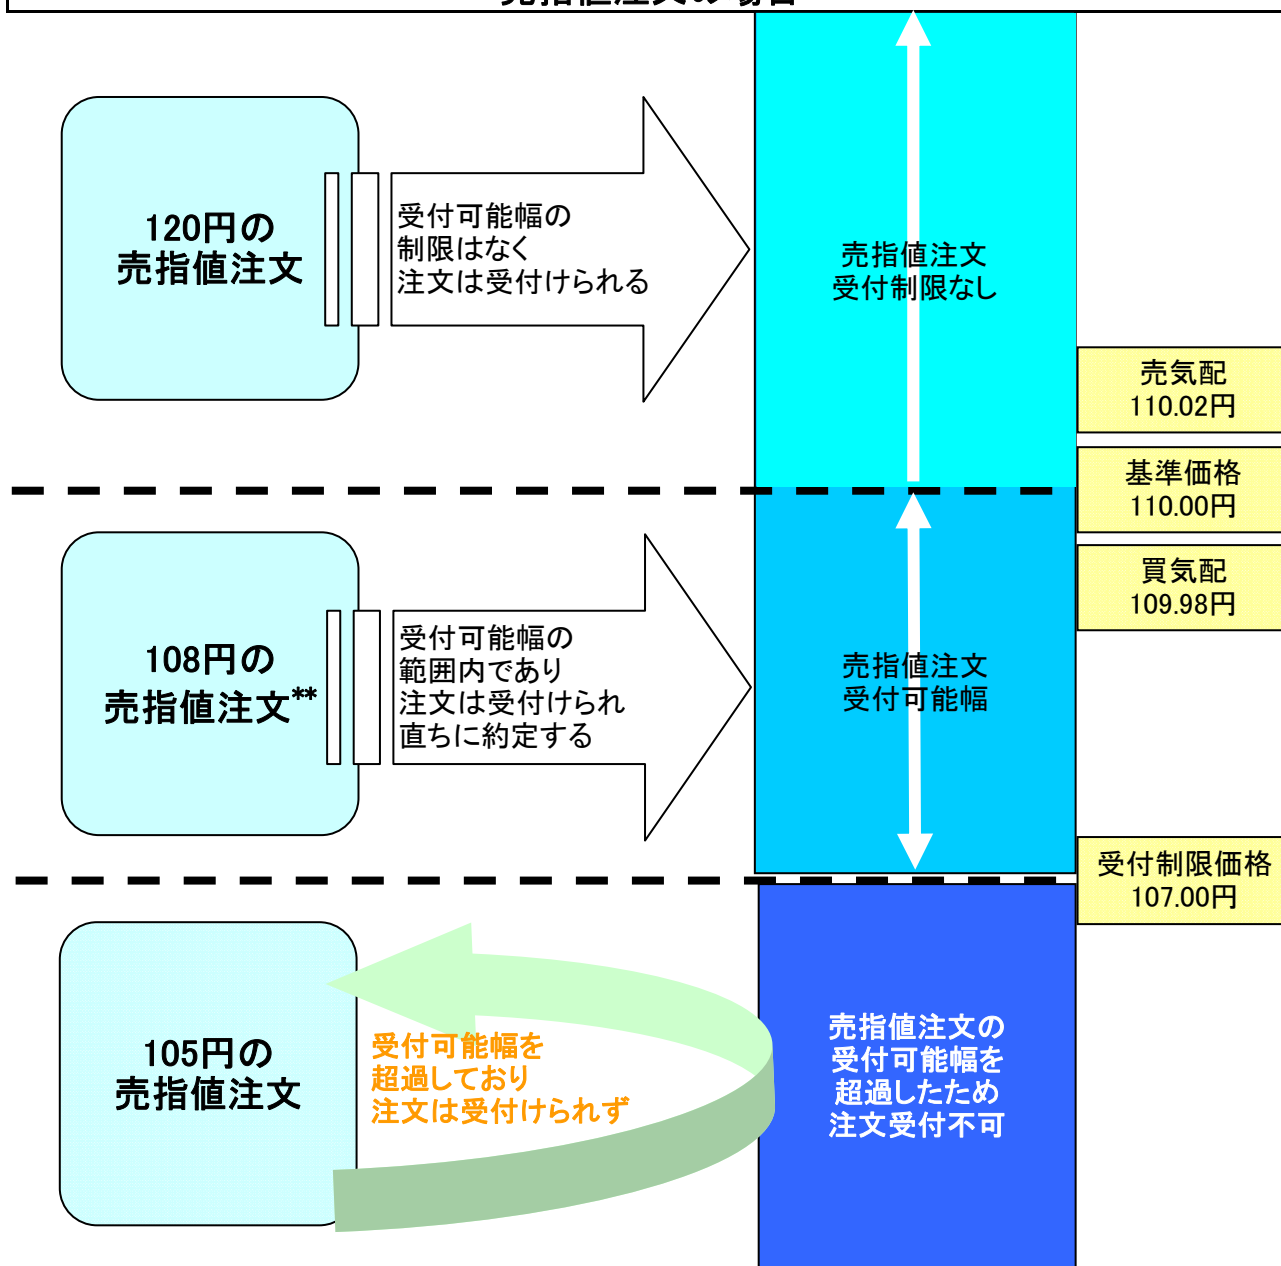 売指値注文の場合
120円の
売指値注文
受付可能幅の
制限はなく
注文は受付けられる
売指値注文
受付制限なし
売気配
110.02円
基準価格
110.00円
買気配
109.98円
108円の
売指値注文**
受付可能幅の
範囲内であり
注文は受付けられ
直ちに約定する
売指値注文
受付可能幅
受付制限価格
107.00円
105円の
売指値注文
受付可能幅を
超過しており
注文は受付けられず
売指値注文の
受付可能幅を
超過したため
注文受付不可